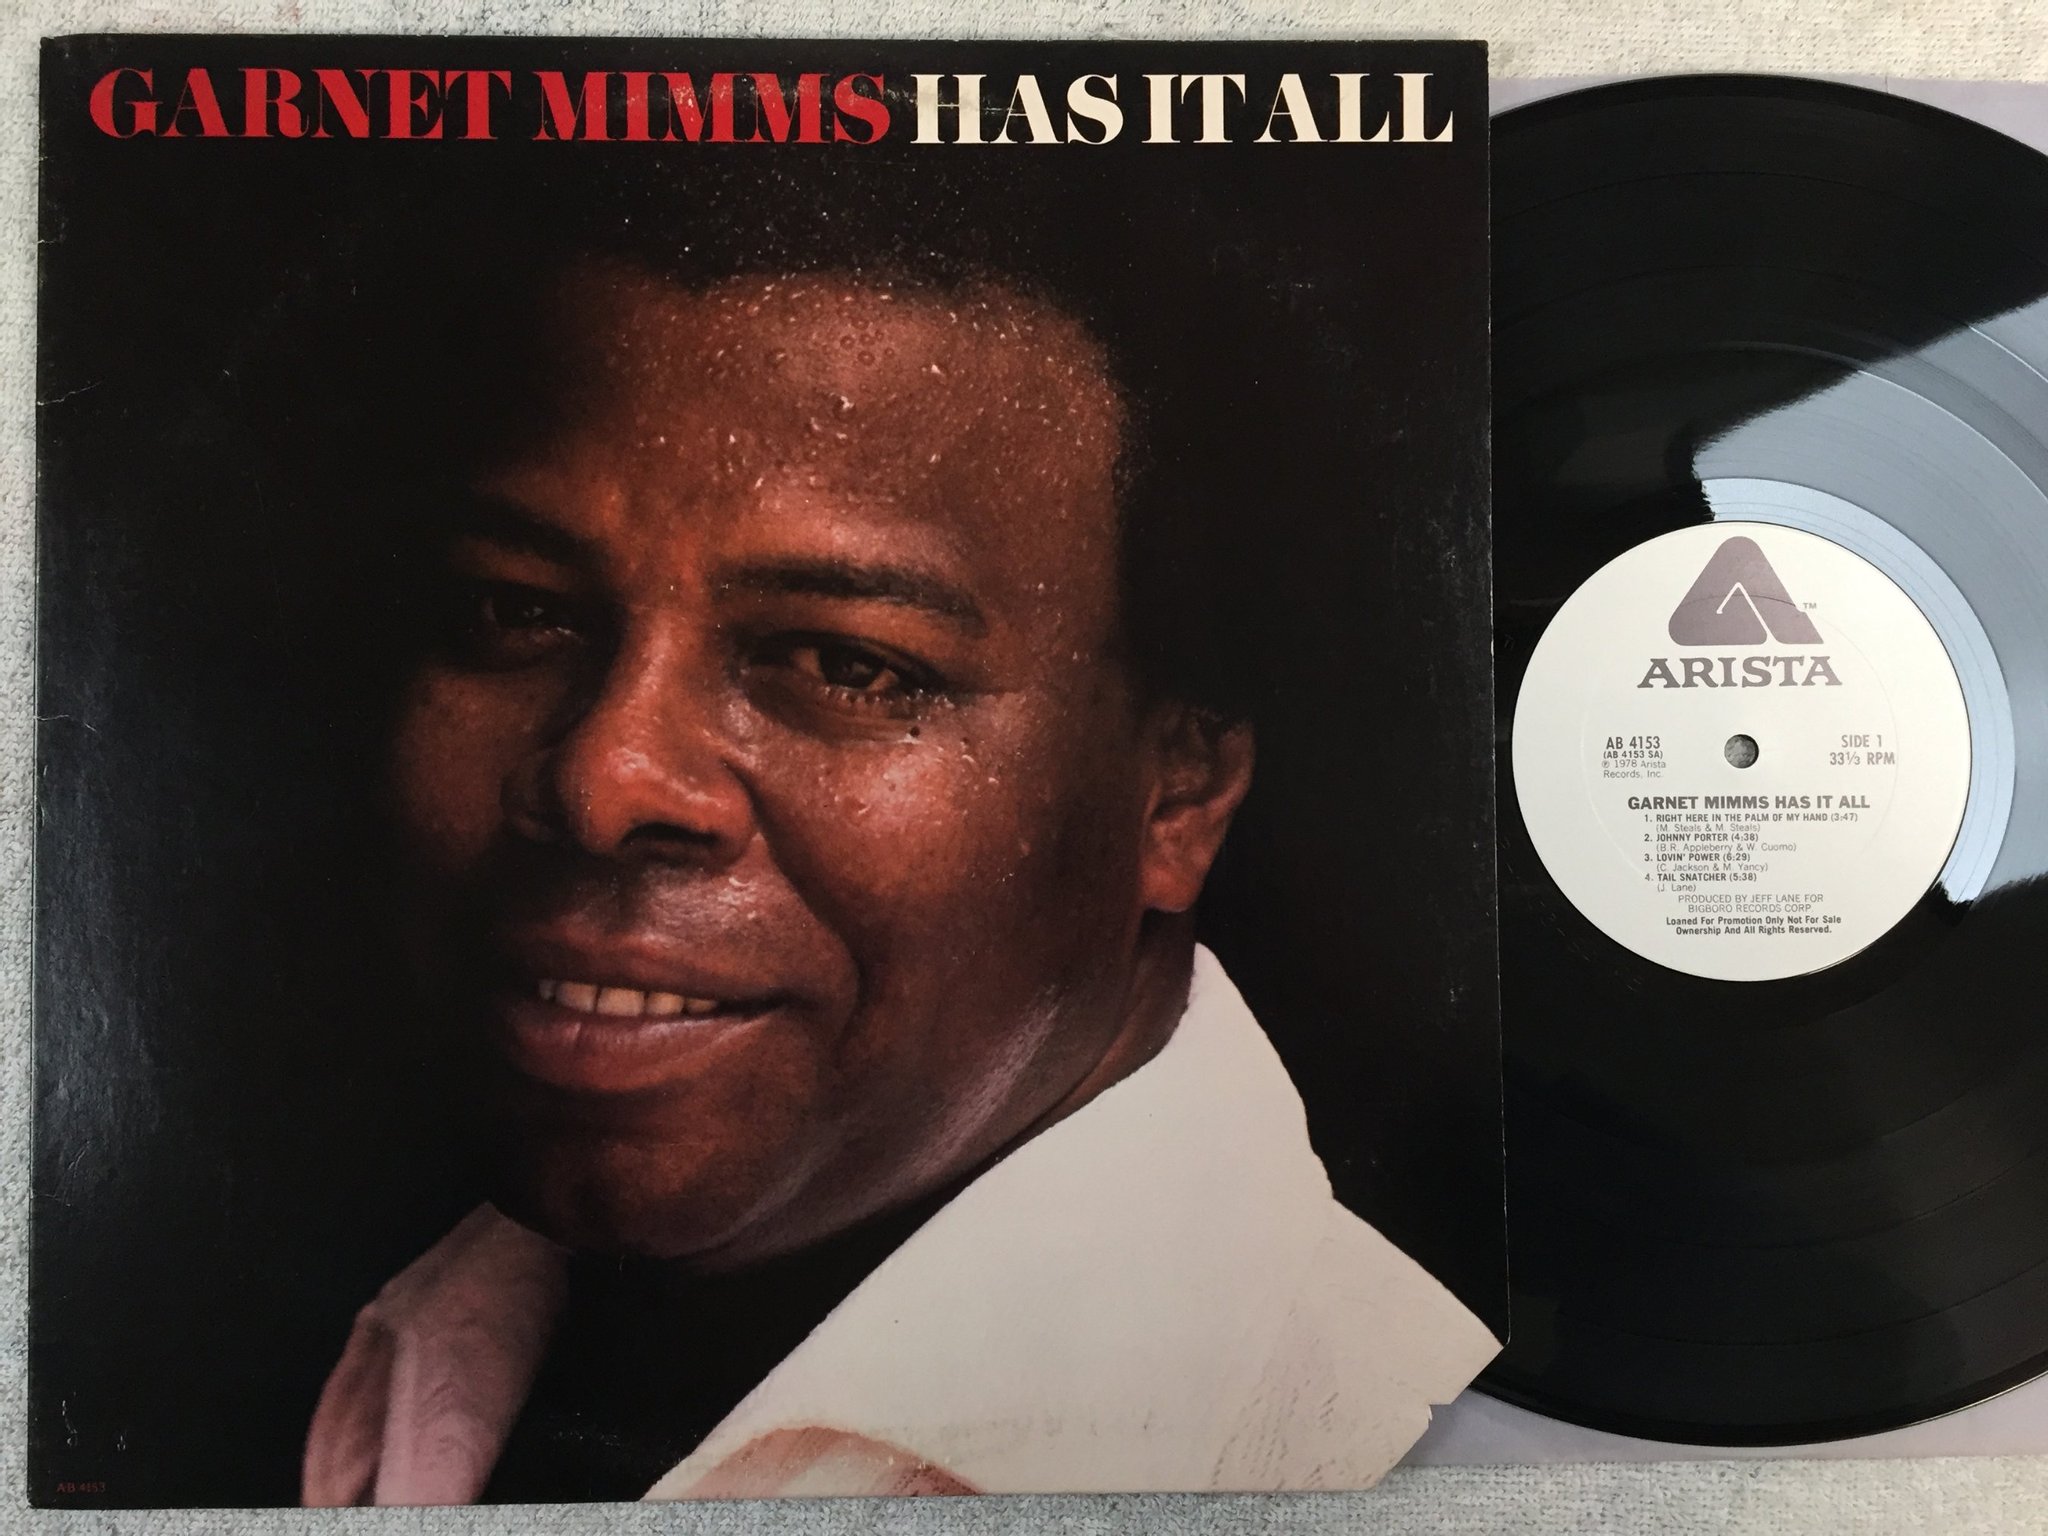 GARNET MIMMS HAS IT ALL
TM
ARISTA
AB 4153
(AB 4153 SA)
℗ 1978 Arista
Records, Inc.
SIDE 1
33⅓ RPM
GARNET MIMMS HAS IT ALL
1. RIGHT HERE IN THE PALM OF MY HAND (3:47)
(M. Steals & M. Steals)
2. JOHNNY PORTER (4:38)
(B.R. Appleberry & W. Cuomo)
3. LOVIN' POWER (6:29)
(C. Jackson & M. Yancy)
4. TAIL SNATCHER (5:38)
(J. Lane)
PRODUCED BY JEFF LANE FOR
BIGBORO RECORDS CORP.
Loaned For Promotion Only Not For Sale
Ownership And All Rights Reserved.
AB 4153